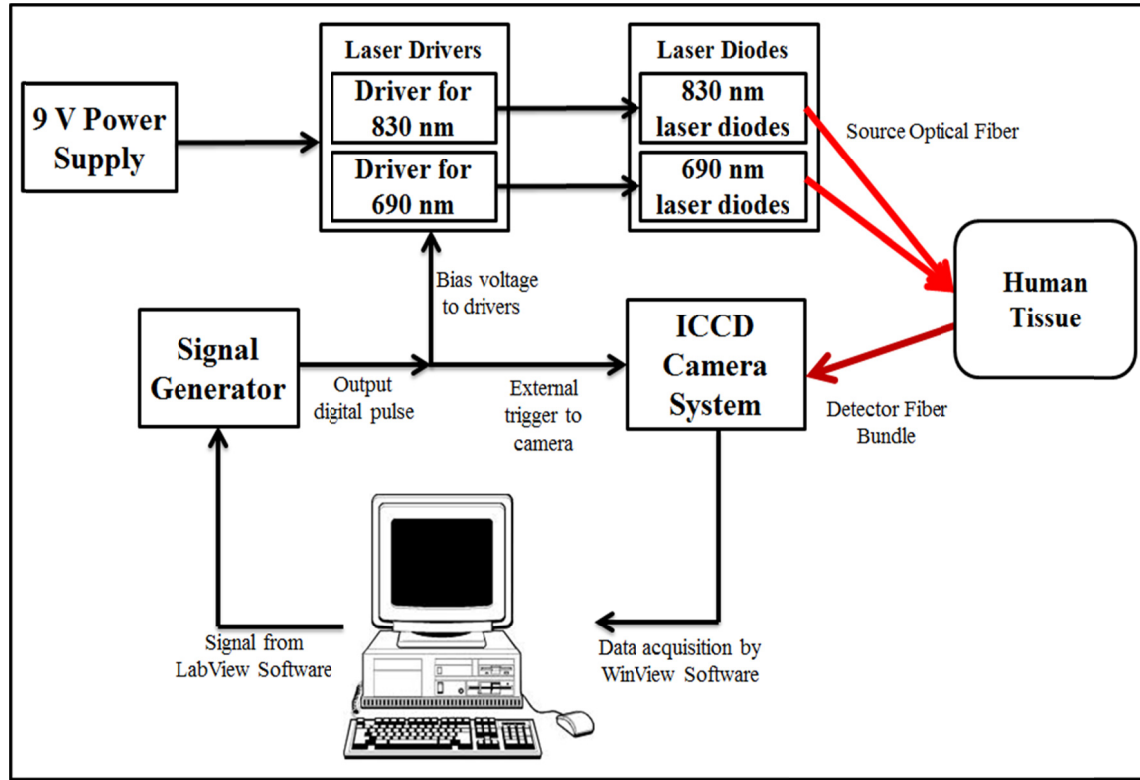 9 V Power
Supply
Laser Drivers
Driver for
830 nm
Driver for
690 nm
Laser Diodes
830 nm
laser diodes
690 nm
laser diodes
Source Optical Fiber
Human
Tissue
Bias voltage
to drivers
Signal
Generator
Output
digital pulse
External
trigger to
camera
ICCD
Camera
System
Detector Fiber
Bundle
Signal from
LabView Software
Data acquisition by
WinView Software